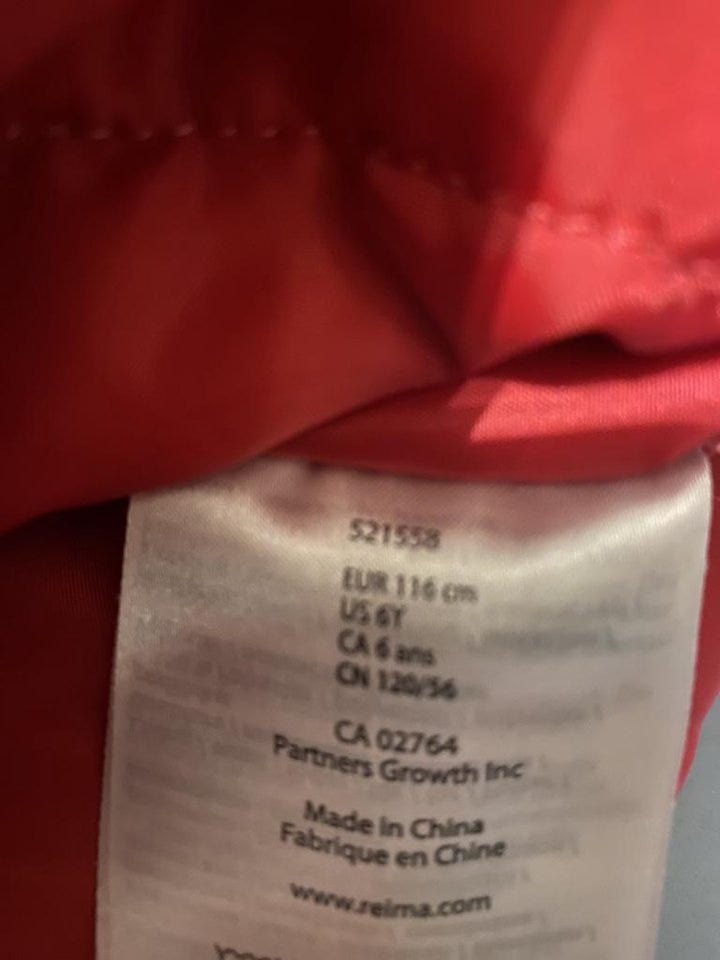 521558
EUR 116 cm
US 6Y
CA 6 ans
CN 120/56
CA 02764
Partners Growth Inc
Made in China
Fabrique en Chine
www.reima.com